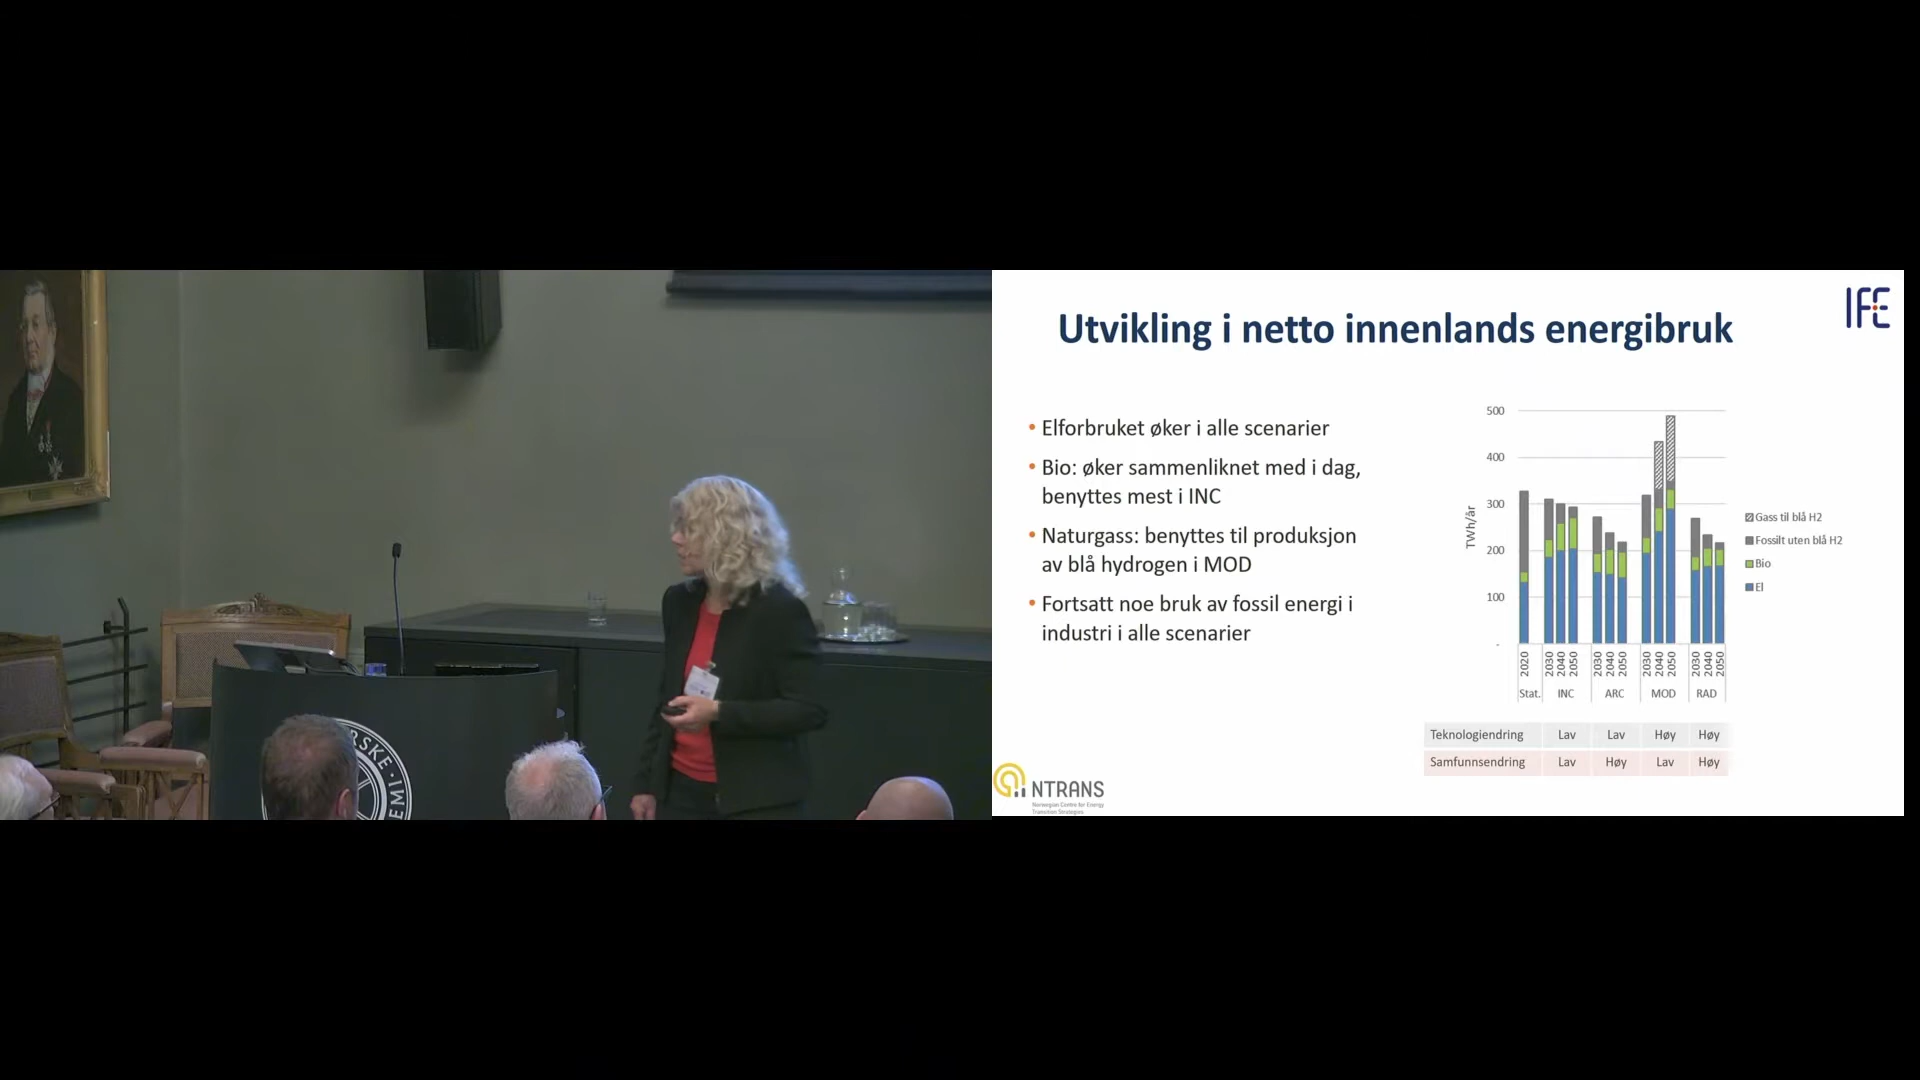 Utvikling i netto innenlands energibruk
IFE
• Elforbruket øker i alle scenarier
• Bio: øker sammenliknet med i dag,
benyttes mest i INC
• Naturgass: benyttes til produksjon
av blå hydrogen i MOD
• Fortsatt noe bruk av fossil energi i
industri i alle scenarier
TWh/år
500
400
300
200
100
-
2020 2030 2040 2050 2030 2040 2050 2030 2040 2050 2030 2040 2050
Stat. INC ARC MOD RAD
Gass til blå H2
Fossilt uten blå H2
Bio
El
Teknologiendring Lav Lav Høy Høy
Samfunnsendring Lav Høy Lav Høy
NTRANS
Norwegian Centre for Energy
Transition Strategies